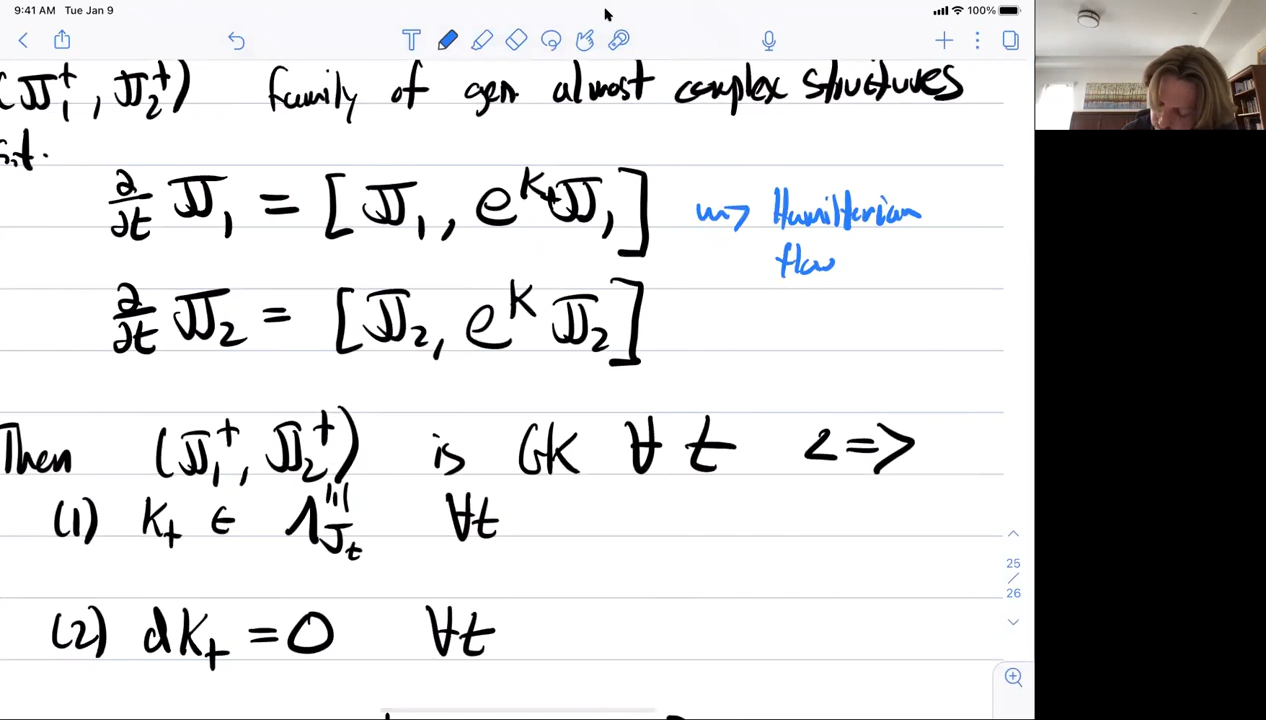 9:41 AM Tue Jan 9
100%
(𝕁₁ᵗ, 𝕁₂ᵗ) family of gen almost complex structures
s.t.
∂/∂t 𝕁₁ = [𝕁₁, e^{K_t} 𝕁₁] ⇝ Hamiltonian
flow
∂/∂t 𝕁₂ = [𝕁₂, e^K 𝕁₂]
Then (𝕁₁ᵗ, 𝕁₂ᵗ) is GK ∀ t <=>
(1) K_t ∈ Λ^{1,1}_{J_t} ∀t
(2) dK_t = 0 ∀t
25
/
26